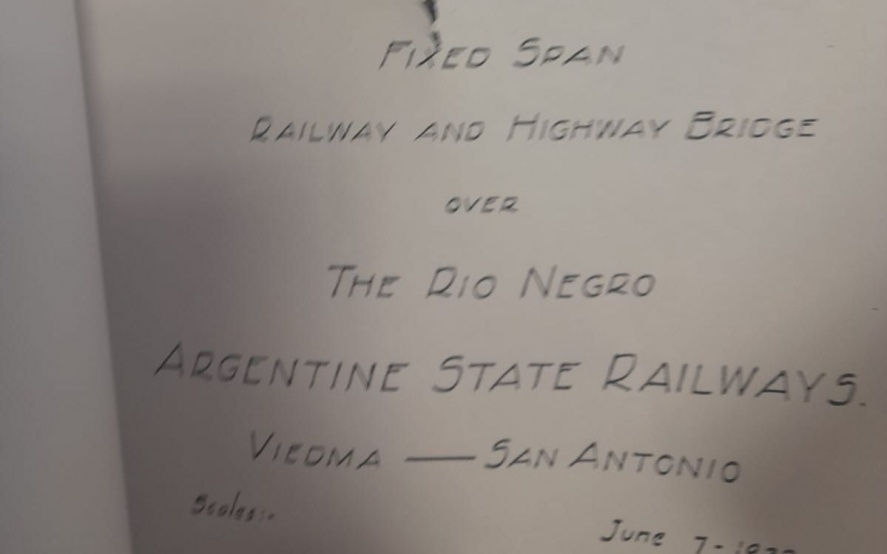 FIXED SPAN
RAILWAY AND HIGHWAY BRIDGE
OVER
THE RIO NEGRO
ARGENTINE STATE RAILWAYS.
VIEDMA — SAN ANTONIO
Scales:-
June 7-